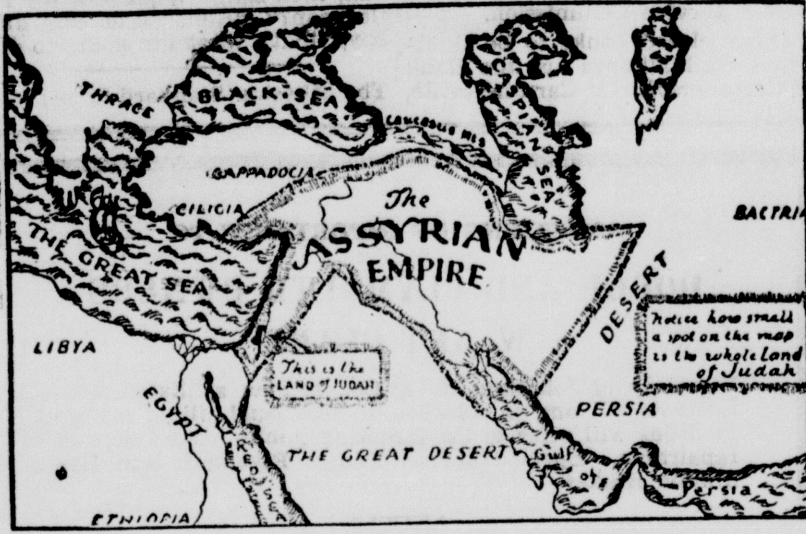 THRACE
BLACK SEA
CASPIAN SEA
CAUCASUS MTS
CAPPADOCIA
CILICIA
The
ASSYRIAN
EMPIRE
BACTRIA
THE GREAT SEA
DESERT
Notice how small
a spot on the map
is the whole Land
of Judah
LIBYA
This is the
LAND of JUDAH
EGYPT
PERSIA
THE GREAT DESERT
Gulf
of
Persia
ETHIOPIA